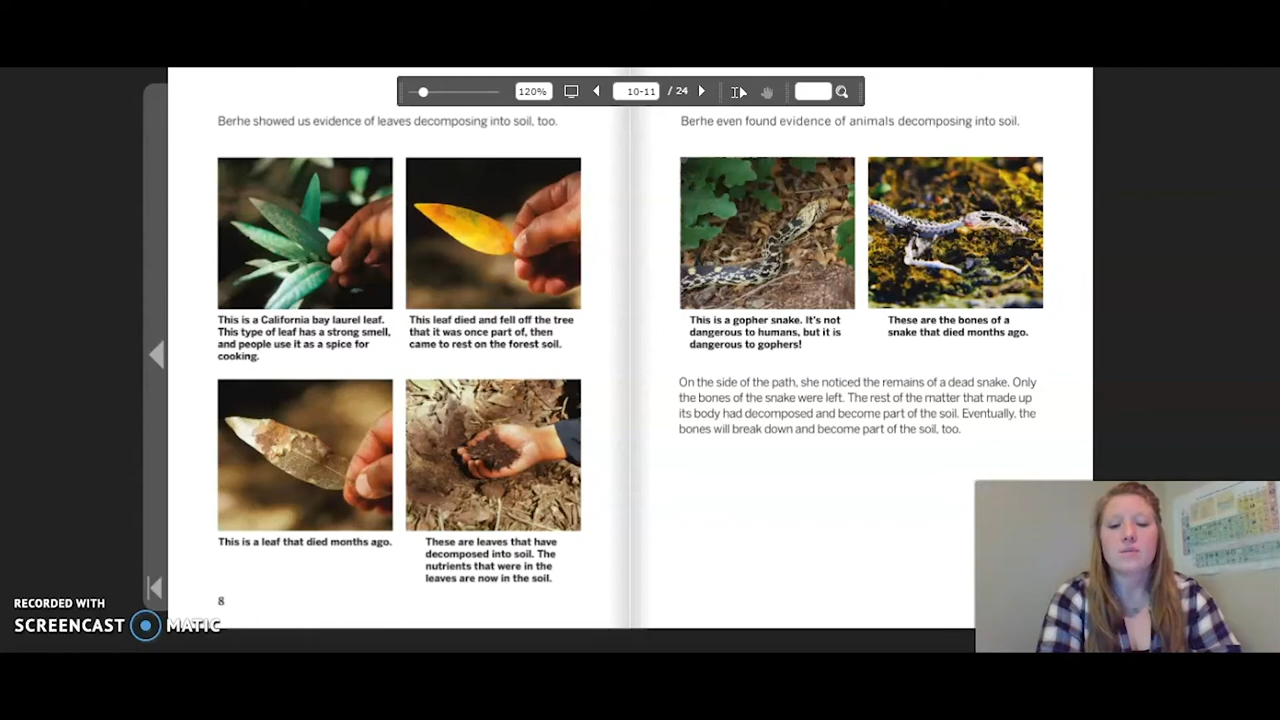 120%
10-11
/ 24
Berhe showed us evidence of leaves decomposing into soil, too.
This is a California bay laurel leaf.
This type of leaf has a strong smell,
and people use it as a spice for
cooking.
This leaf died and fell off the tree
that it was once part of, then
came to rest on the forest soil.
This is a leaf that died months ago.
These are leaves that have
decomposed into soil. The
nutrients that were in the
leaves are now in the soil.
8
Berhe even found evidence of animals decomposing into soil.
This is a gopher snake. It's not
dangerous to humans, but it is
dangerous to gophers!
These are the bones of a
snake that died months ago.
On the side of the path, she noticed the remains of a dead snake. Only
the bones of the snake were left. The rest of the matter that made up
its body had decomposed and become part of the soil. Eventually, the
bones will break down and become part of the soil, too.
RECORDED WITH
SCREENCAST MATIC